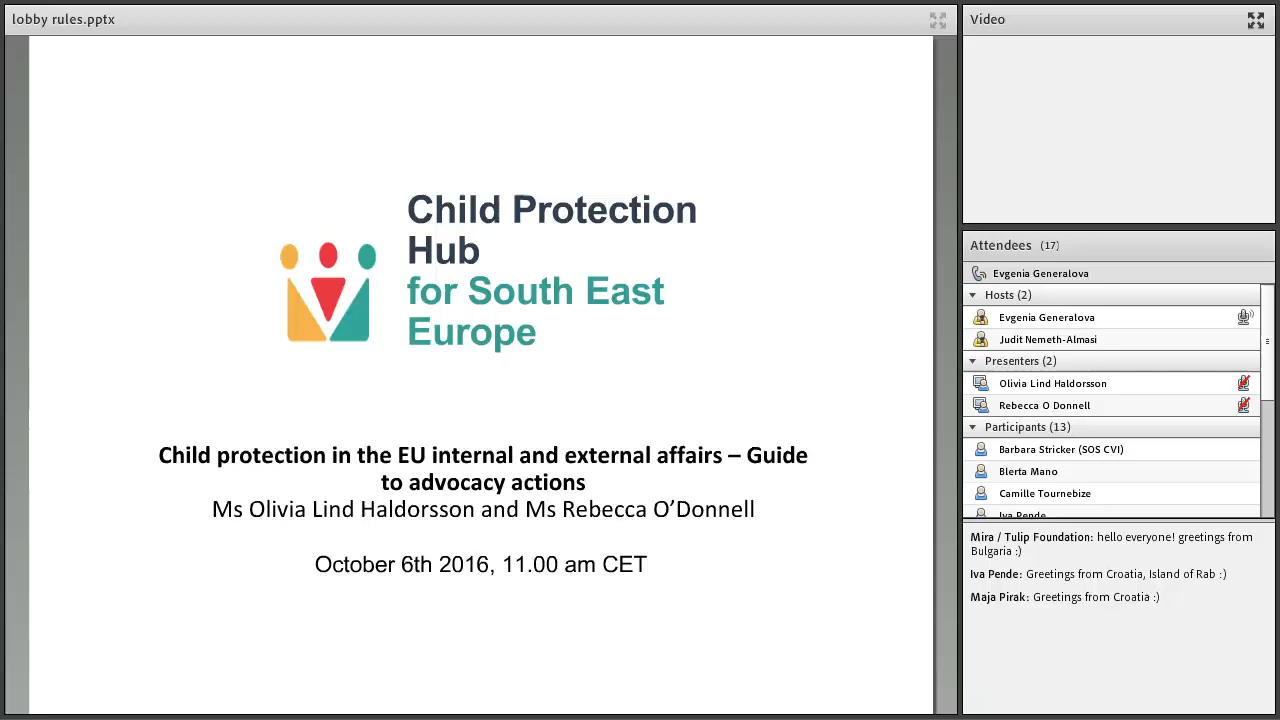 lobby rules.pptx
Child Protection
Hub
for South East
Europe
Child protection in the EU internal and external affairs – Guide
to advocacy actions
Ms Olivia Lind Haldorsson and Ms Rebecca O’Donnell
October 6th 2016, 11.00 am CET
Video
Attendees (17)
Evgenia Generalova
Hosts (2)
Evgenia Generalova
Judit Nemeth-Almasi
Presenters (2)
Olivia Lind Haldorsson
Rebecca O Donnell
Participants (13)
Barbara Stricker (SOS CVI)
Blerta Mano
Camille Tournebize
Iva Pende
Mira / Tulip Foundation: hello everyone! greetings from
Bulgaria :)
Iva Pende: Greetings from Croatia, Island of Rab :)
Maja Pirak: Greetings from Croatia :)